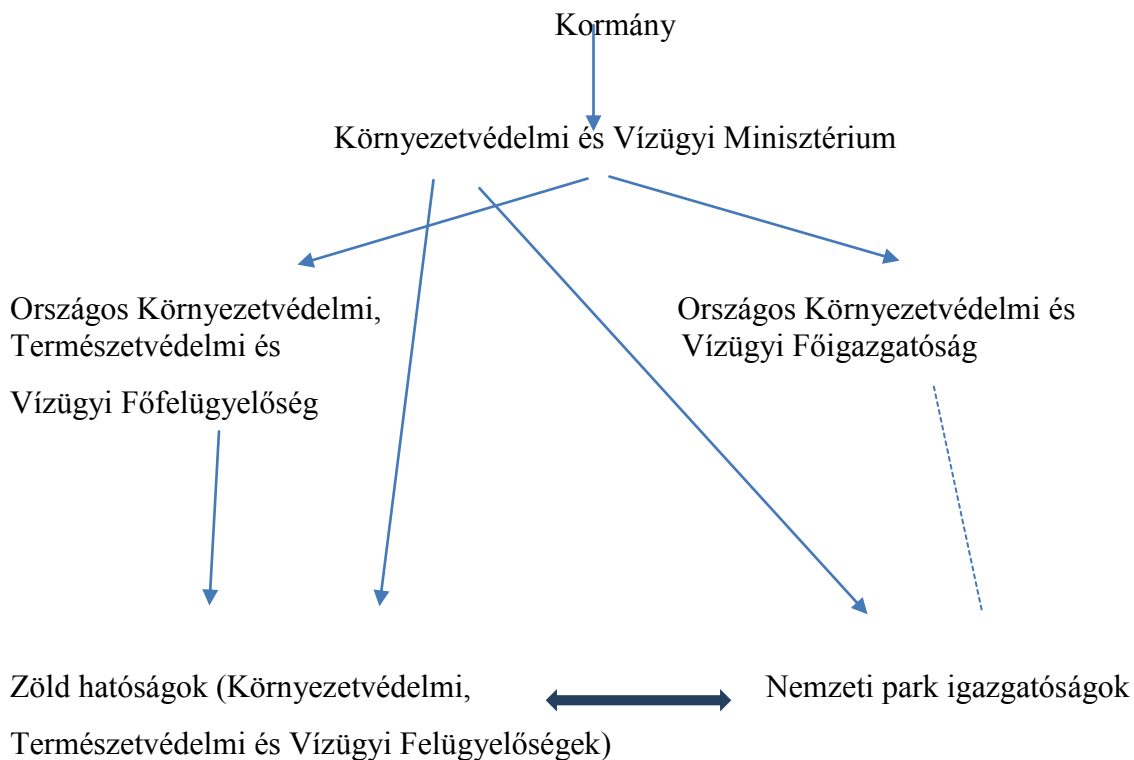 Kormány
Környezetvédelmi és Vízügyi Minisztérium
Országos Környezetvédelmi,
Természetvédelmi és
Vízügyi Főfelügyelőség
Országos Környezetvédelmi és
Vízügyi Főigazgatóság
Zöld hatóságok (Környezetvédelmi,
Természetvédelmi és Vízügyi Felügyelőségek)
Nemzeti park igazgatóságok